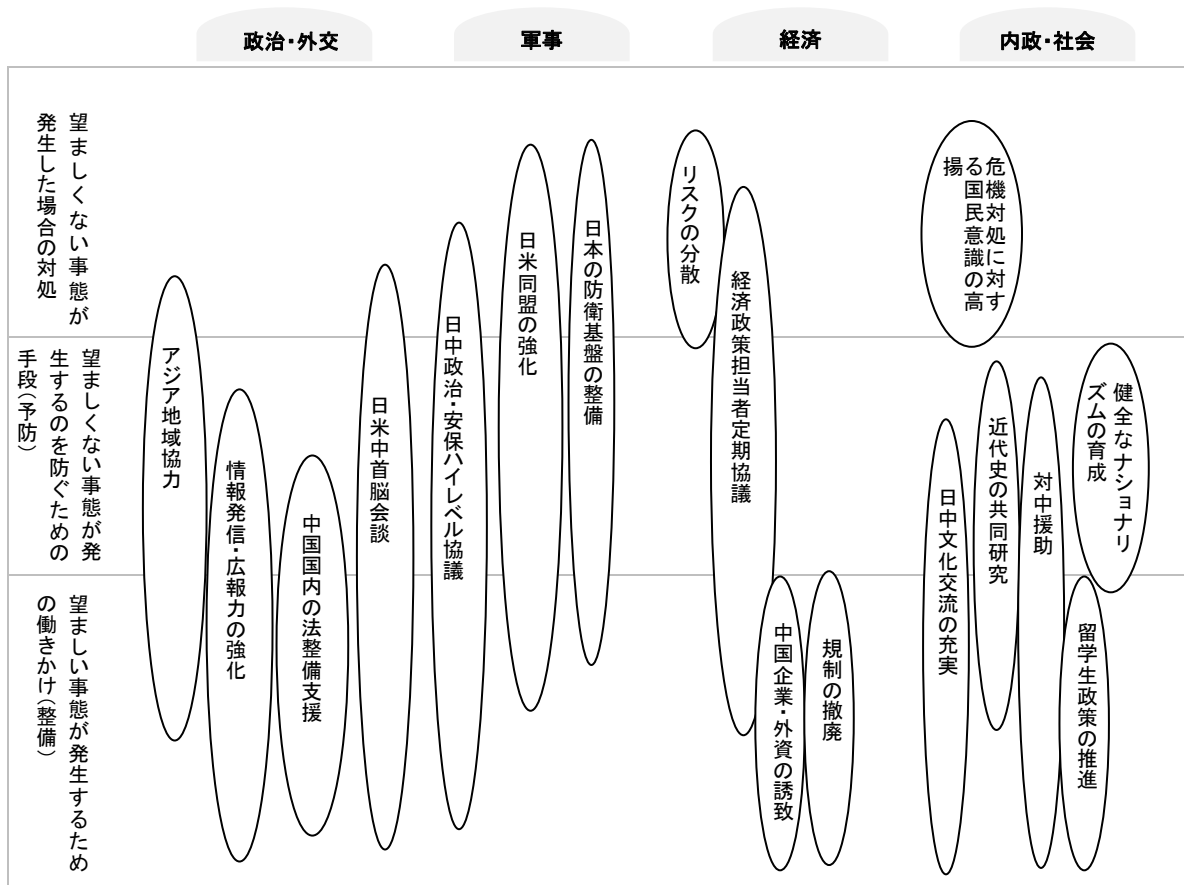 政治・外交
軍事
経済
内政・社会
望ましくない事態が
発生した場合の対処
望ましくない事態が発
生するのを防ぐための
手段（予防）
望ましい事態が発生するため
の働きかけ（整備）
アジア地域協力
情報発信・広報力の強化
中国国内の法整備支援
日米中首脳会談
日中政治・安保ハイレベル協議
日米同盟の強化
日本の防衛基盤の整備
リスクの分散
経済政策担当者定期協議
中国企業・外資の誘致
規制の撤廃
危機対処に対す
る国民意識の高
揚
日中文化交流の充実
近代史の共同研究
対中援助
健全なナショナリ
ズムの育成
留学生政策の推進